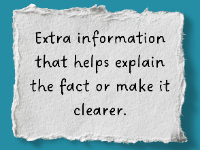 Extra information
that helps explain
the fact or make it
clearer.